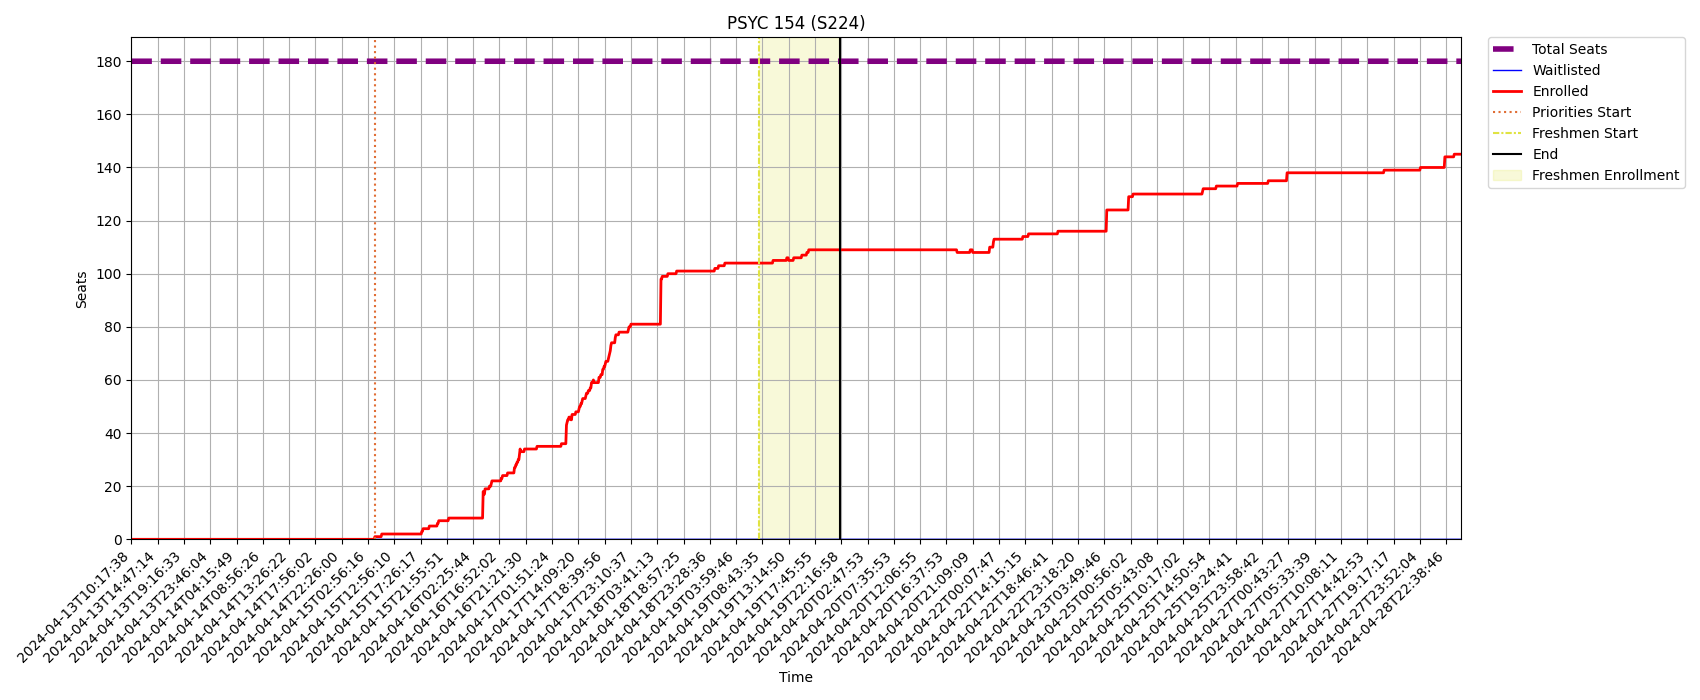 PSYC 154 (S224)
Total Seats
Waitlisted
Enrolled
Priorities Start
Freshmen Start
End
Freshmen Enrollment
Seats
180
160
140
120
100
80
60
40
20
0
2024-04-13T10:17:38
2024-04-13T14:47:14
2024-04-13T19:16:33
2024-04-13T23:46:04
2024-04-14T04:15:49
2024-04-14T08:56:26
2024-04-14T13:26:22
2024-04-14T17:56:02
2024-04-14T22:26:00
2024-04-15T02:56:16
2024-04-15T12:56:10
2024-04-15T17:26:17
2024-04-15T21:55:51
2024-04-16T02:25:44
2024-04-16T16:52:02
2024-04-16T21:21:30
2024-04-17T01:51:24
2024-04-17T14:09:20
2024-04-17T18:39:56
2024-04-17T23:10:37
2024-04-18T03:41:13
2024-04-18T18:57:25
2024-04-18T23:28:36
2024-04-19T03:59:46
2024-04-19T08:43:35
2024-04-19T13:14:50
2024-04-19T17:45:55
2024-04-19T22:16:58
2024-04-20T02:47:53
2024-04-20T07:35:53
2024-04-20T12:06:55
2024-04-20T16:37:53
2024-04-20T21:09:09
2024-04-22T00:07:47
2024-04-22T14:15:15
2024-04-22T18:46:41
2024-04-22T23:18:20
2024-04-23T03:49:46
2024-04-25T00:56:02
2024-04-25T05:43:08
2024-04-25T10:17:02
2024-04-25T14:50:54
2024-04-25T19:24:41
2024-04-25T23:58:42
2024-04-27T00:43:27
2024-04-27T05:33:39
2024-04-27T10:08:11
2024-04-27T14:42:53
2024-04-27T19:17:17
2024-04-27T23:52:04
2024-04-28T22:38:46
Time